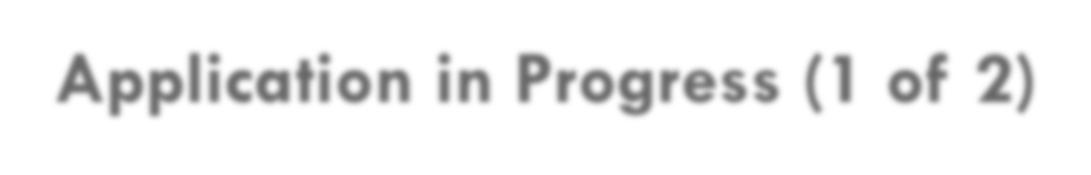 Application in Progress (1 of 2)